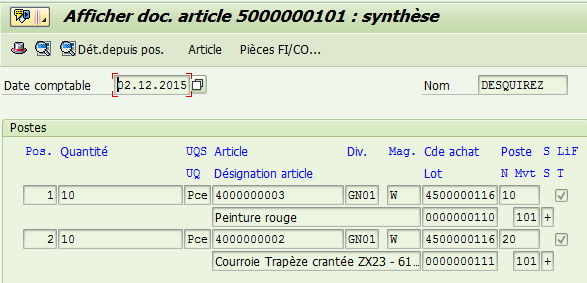 Afficher doc. article 5000000101 : synthèse
Dét.depuis pos. Article Pièces FI/CO...
Date comptable 02.12.2015 Nom DESQUIREZ
Postes
Pos. Quantité UQS Article Div. Mag. Cde achat Poste S LiF
UQ Désignation article Lot N Mvt S T
1 10 Pce 4000000003 GN01 W 4500000116 10
Peinture rouge 0000000110 101 +
2 10 Pce 4000000002 GN01 W 4500000116 20
Courroie Trapèze crantée ZX23 - 61... 0000000111 101 +